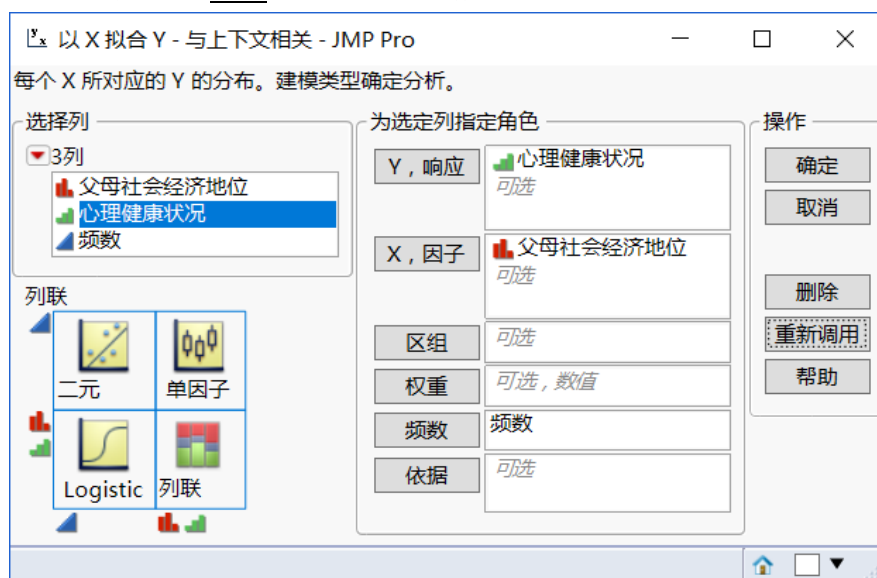 以 X 拟合 Y - 与上下文相关 - JMP Pro
每个 X 所对应的 Y 的分布。建模类型确定分析。
选择列
3列
父母社会经济地位
心理健康状况
频数
列联
二元
单因子
Logistic
列联
为选定列指定角色
Y，响应
心理健康状况
可选
X，因子
父母社会经济地位
可选
区组
可选
权重
可选，数值
频数
频数
依据
可选
操作
确定
取消
删除
重新调用
帮助